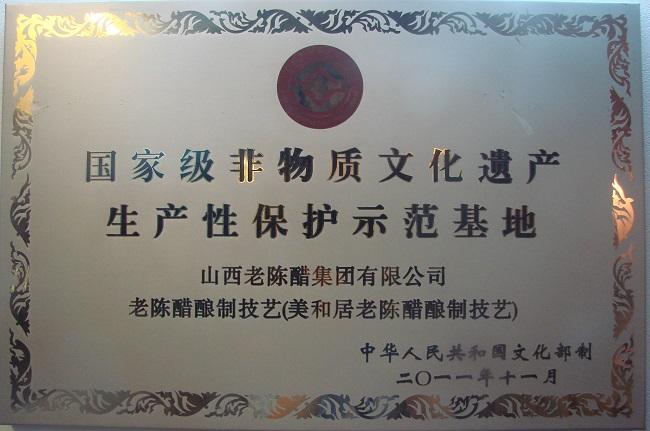 国家级非物质文化遗产
生产性保护示范基地
山西老陈醋集团有限公司
老陈醋酿制技艺(美和居老陈醋酿制技艺)
中华人民共和国文化部制
二〇一一年十一月